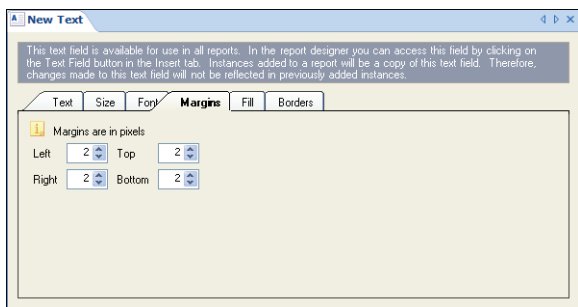 New Text
This text field is available for use in all reports. In the report designer you can access this field by clicking on
the Text Field button in the Insert tab. Instances added to a report will be a copy of this text field. Therefore,
changes made to this text field will not be reflected in previously added instances.
Text Size Font Margins Fill Borders
Margins are in pixels
Left 2 Top 2
Right 2 Bottom 2